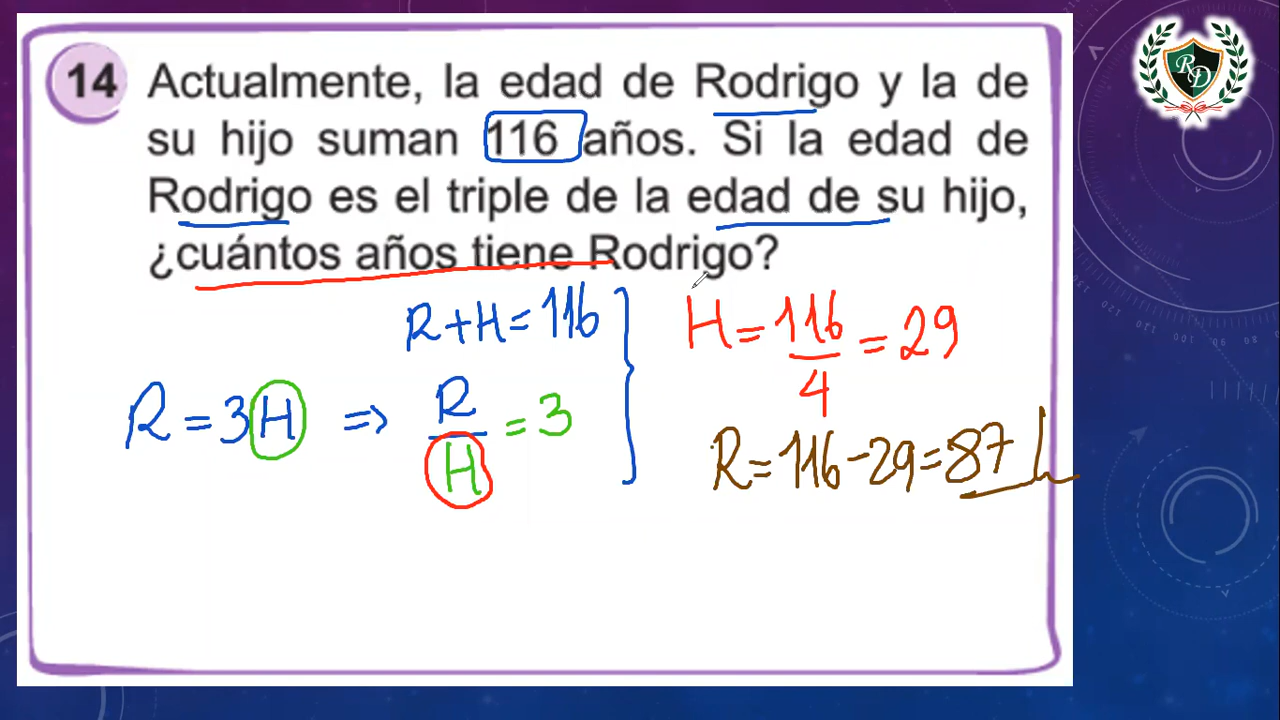 14 Actualmente, la edad de Rodrigo y la de
su hijo suman 116 años. Si la edad de
Rodrigo es el triple de la edad de su hijo,
¿cuántos años tiene Rodrigo?
R+H=116
R=3H ⇒ R/H = 3
H = 116/4 = 29
R=116-29=87
RD